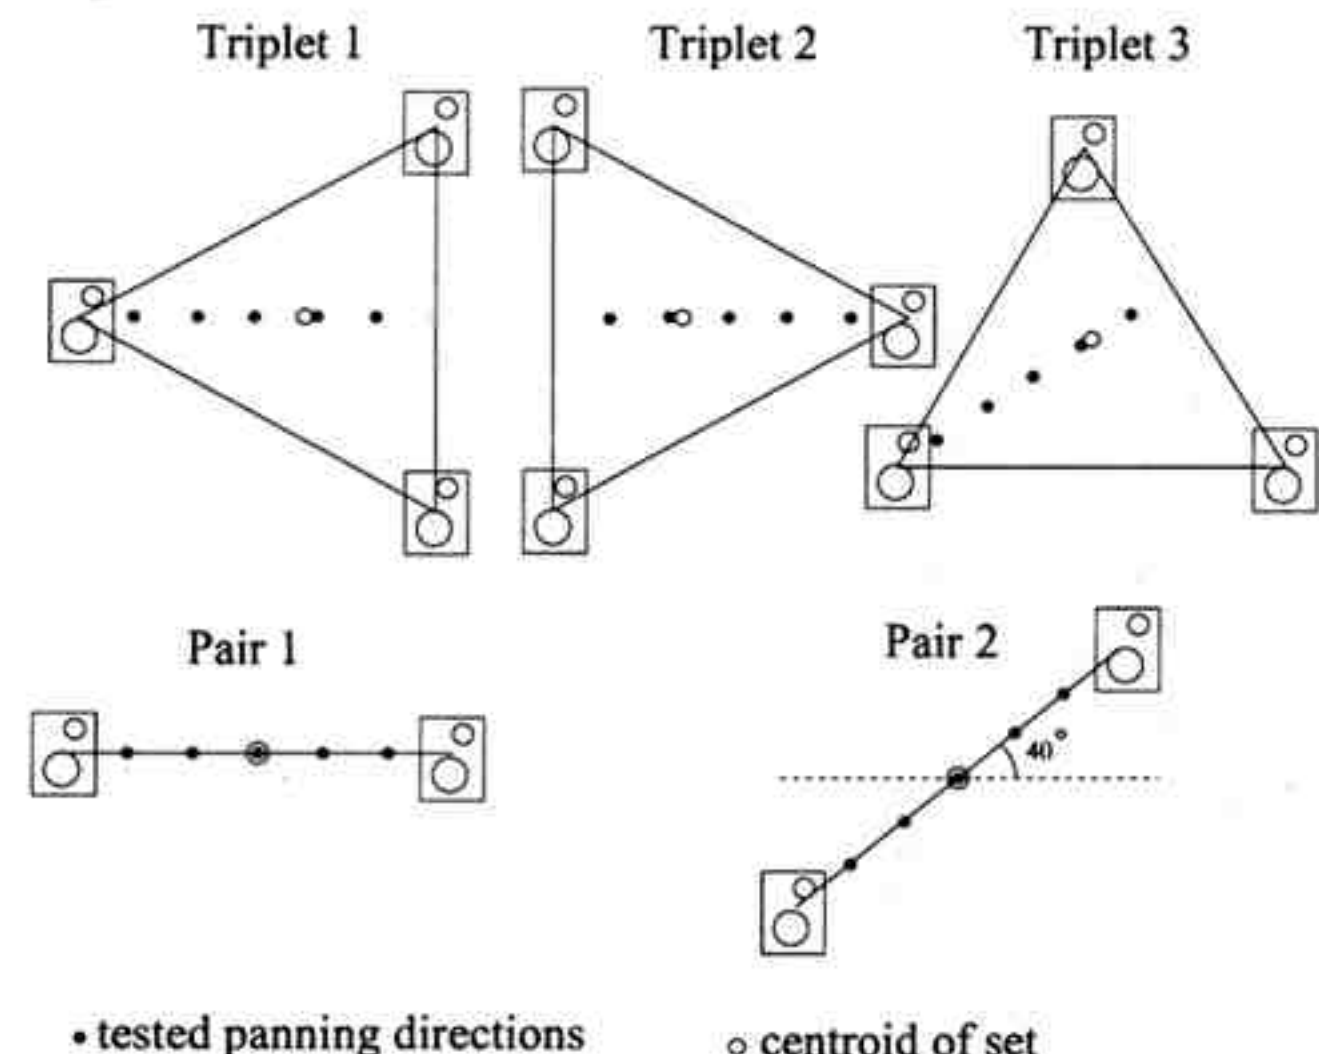 Triplet 1
Triplet 2
Triplet 3
Pair 1
Pair 2
40°
• tested panning directions
○ centroid of set